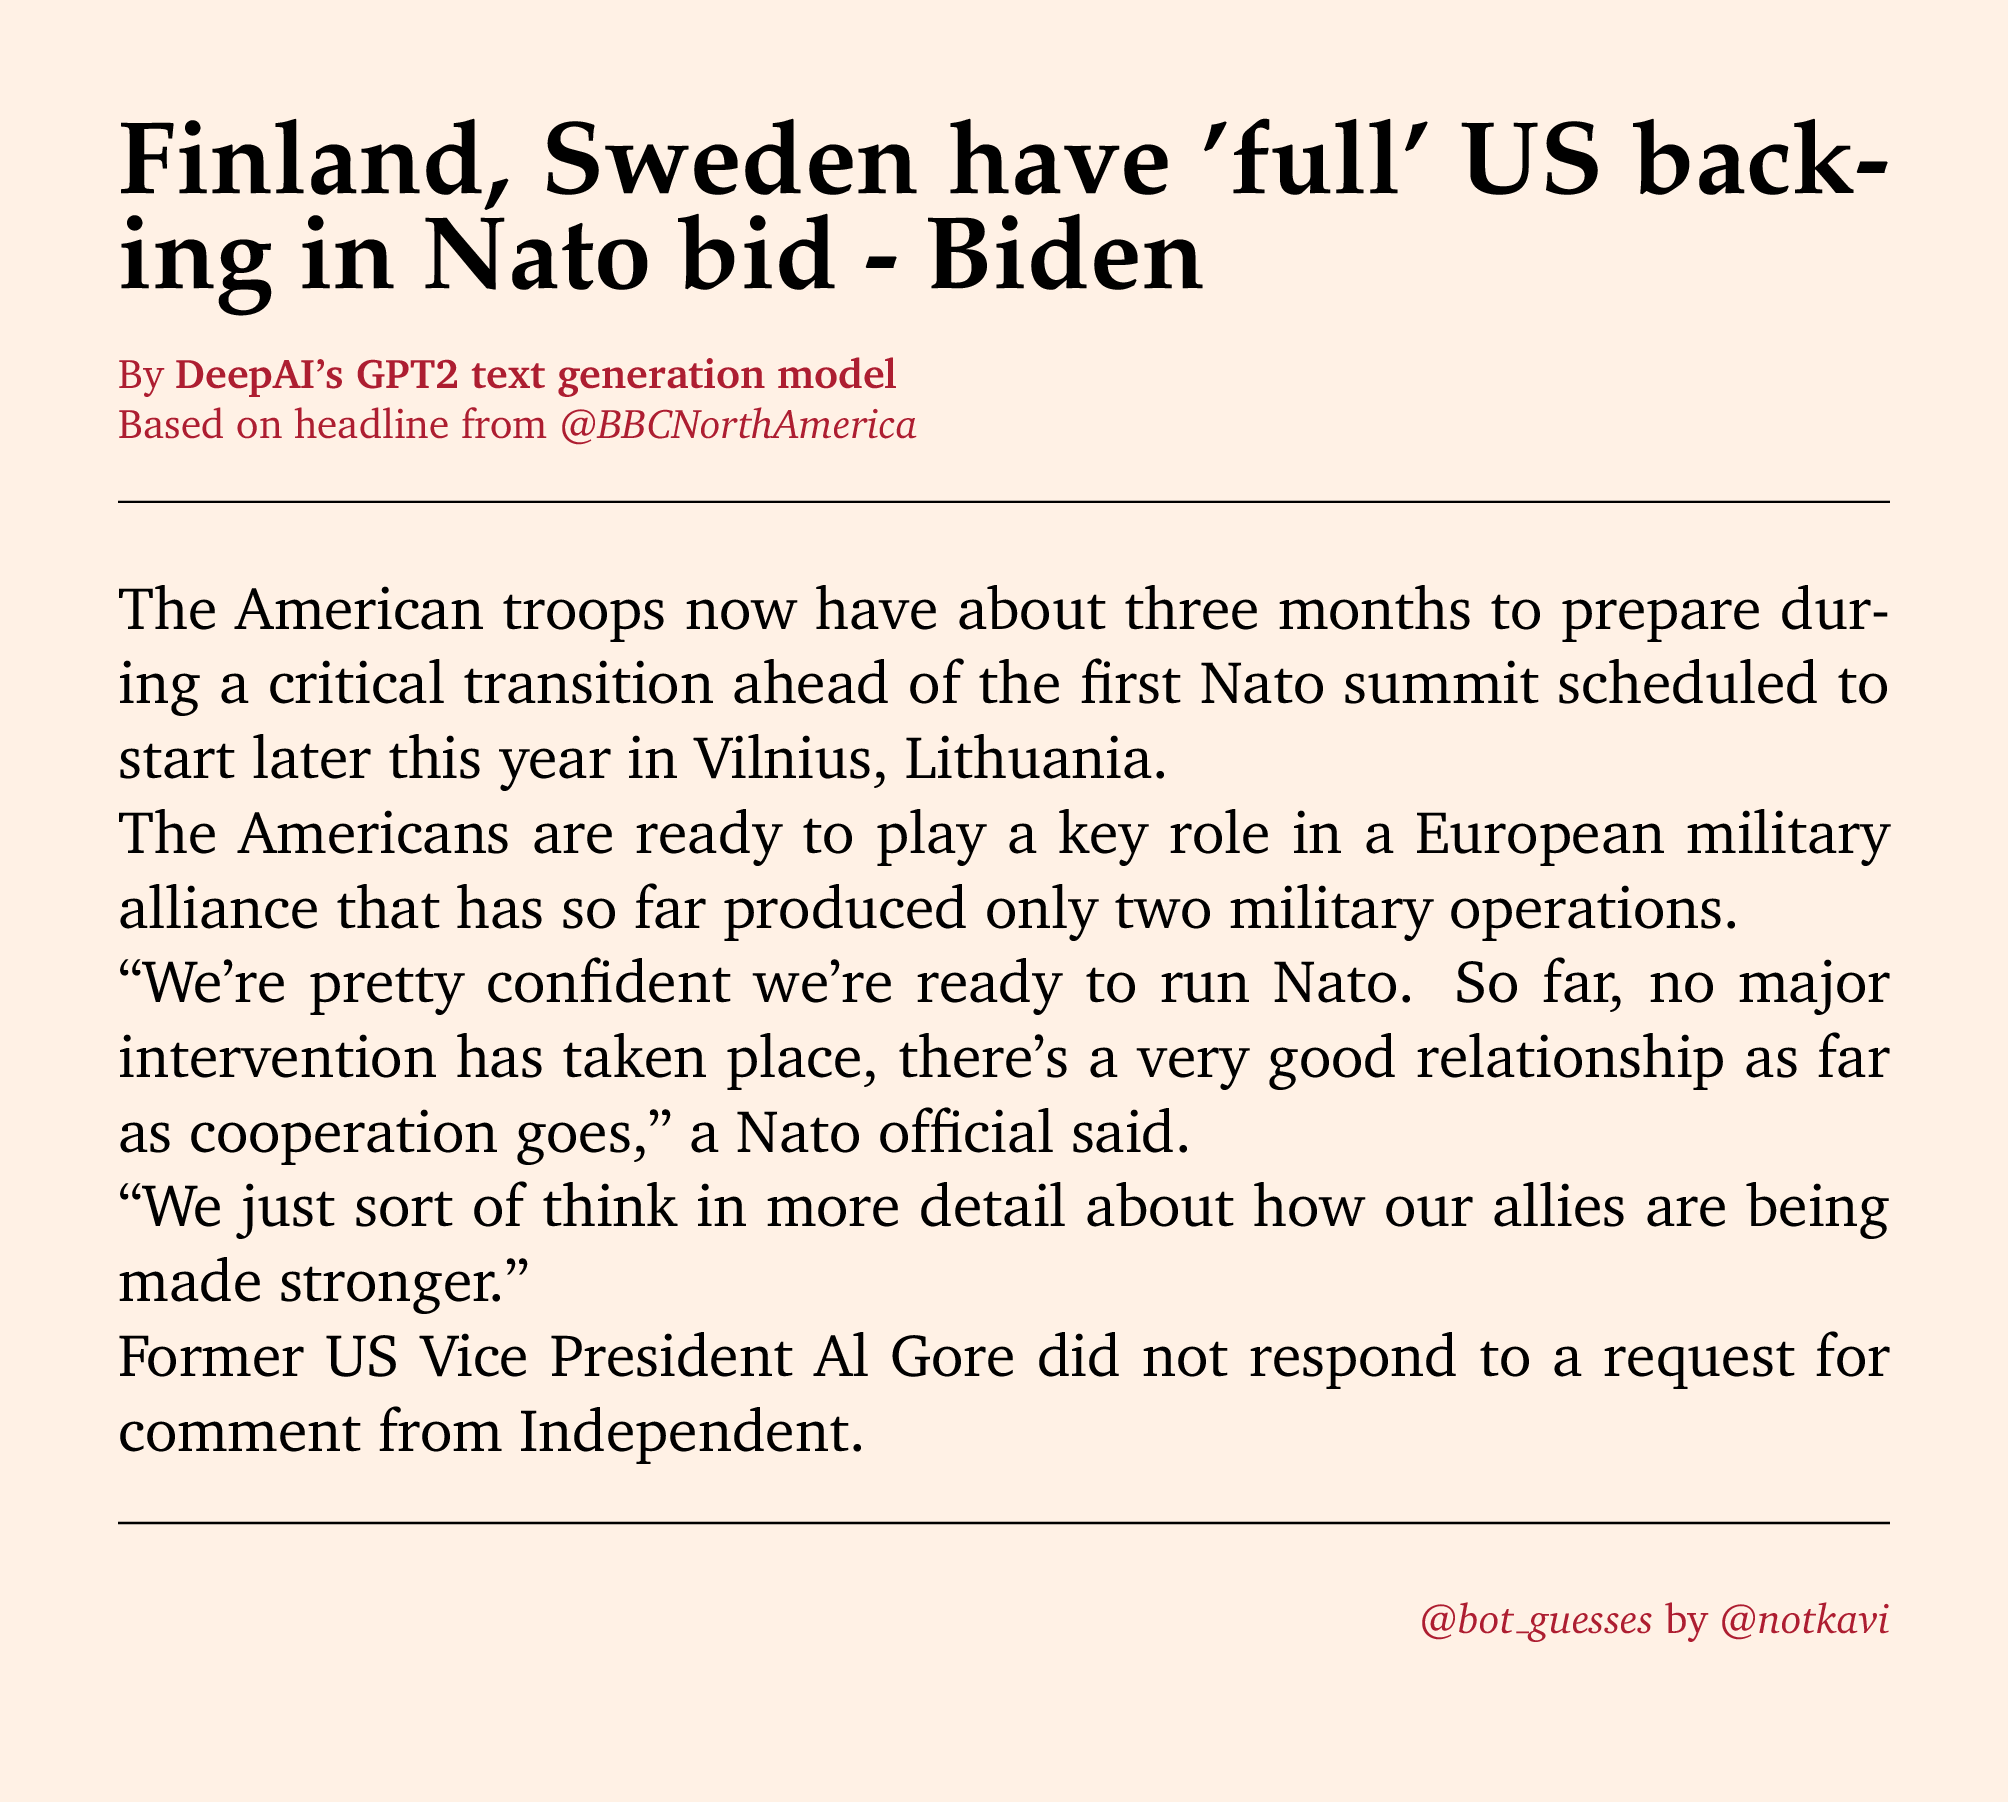 Finland, Sweden have ’full’ US back-
ing in Nato bid - Biden
By DeepAI’s GPT2 text generation model
Based on headline from @BBCNorthAmerica
The American troops now have about three months to prepare dur-
ing a critical transition ahead of the first Nato summit scheduled to
start later this year in Vilnius, Lithuania.
The Americans are ready to play a key role in a European military
alliance that has so far produced only two military operations.
“We’re pretty confident we’re ready to run Nato. So far, no major
intervention has taken place, there’s a very good relationship as far
as cooperation goes,” a Nato official said.
“We just sort of think in more detail about how our allies are being
made stronger.”
Former US Vice President Al Gore did not respond to a request for
comment from Independent.
@bot_guesses by @notkavi